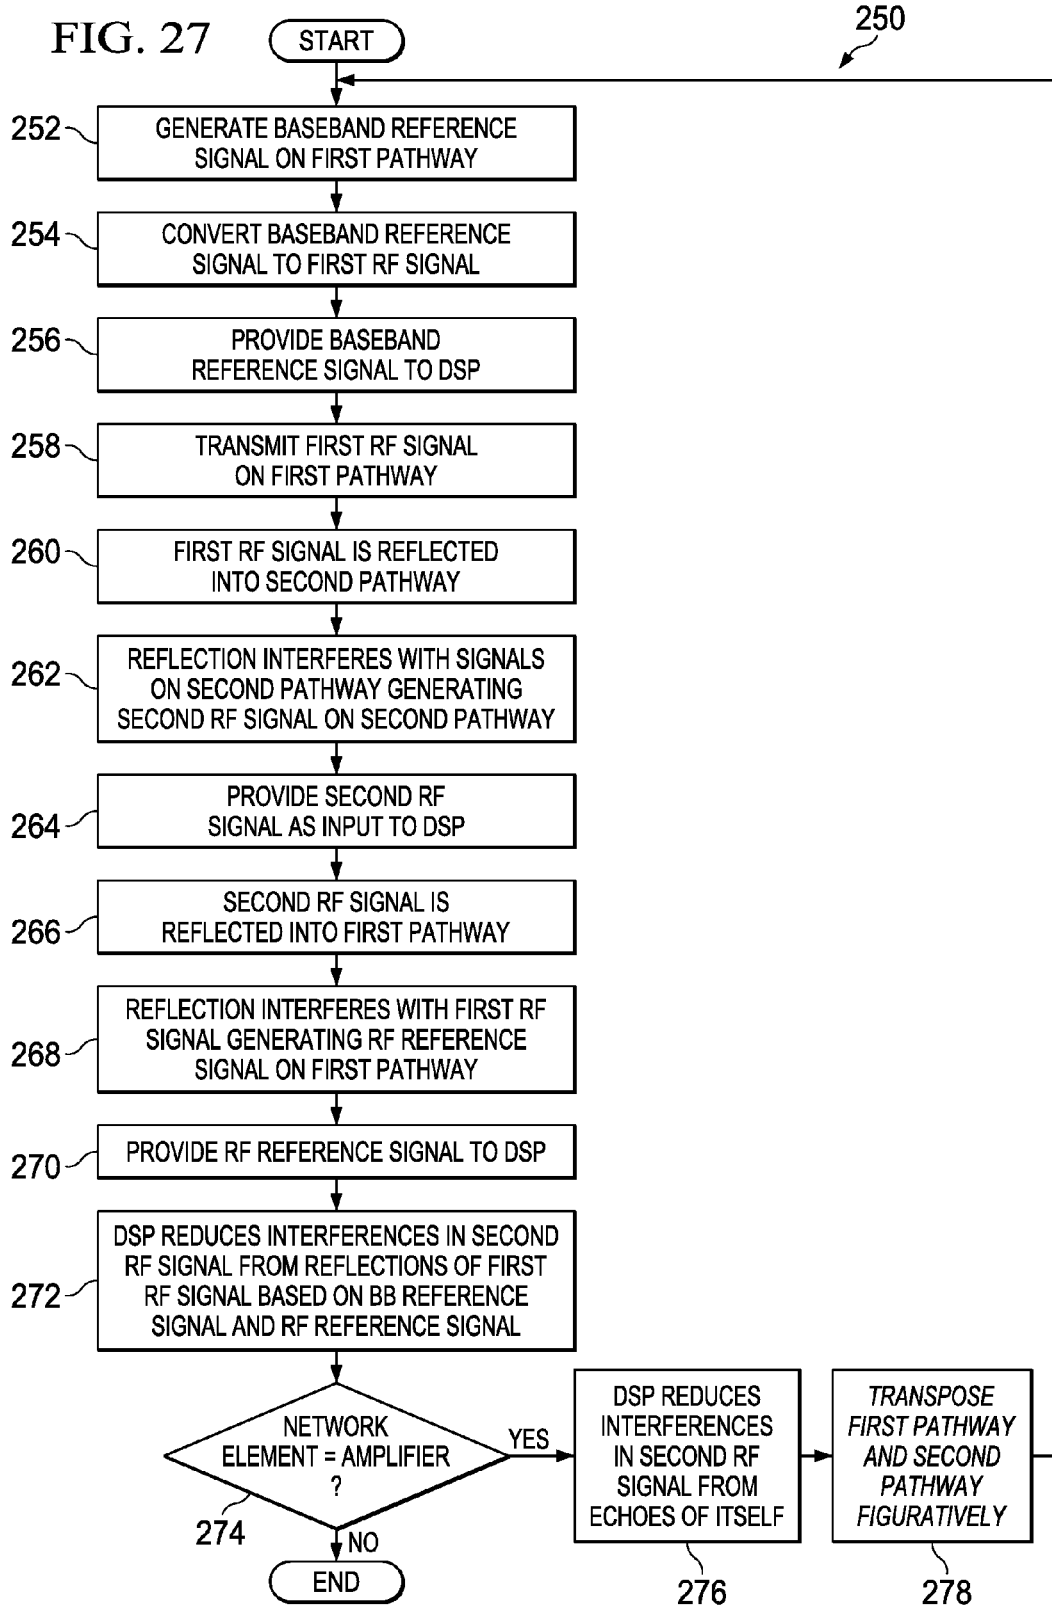 FIG. 27
START
250
252
GENERATE BASEBAND REFERENCE
SIGNAL ON FIRST PATHWAY
254
CONVERT BASEBAND REFERENCE
SIGNAL TO FIRST RF SIGNAL
256
PROVIDE BASEBAND
REFERENCE SIGNAL TO DSP
258
TRANSMIT FIRST RF SIGNAL
ON FIRST PATHWAY
260
FIRST RF SIGNAL IS REFLECTED
INTO SECOND PATHWAY
262
REFLECTION INTERFERES WITH SIGNALS
ON SECOND PATHWAY GENERATING
SECOND RF SIGNAL ON SECOND PATHWAY
264
PROVIDE SECOND RF
SIGNAL AS INPUT TO DSP
266
SECOND RF SIGNAL IS
REFLECTED INTO FIRST PATHWAY
268
REFLECTION INTERFERES WITH FIRST RF
SIGNAL GENERATING RF REFERENCE
SIGNAL ON FIRST PATHWAY
270
PROVIDE RF REFERENCE SIGNAL TO DSP
272
DSP REDUCES INTERFERENCES IN SECOND
RF SIGNAL FROM REFLECTIONS OF FIRST
RF SIGNAL BASED ON BB REFERENCE
SIGNAL AND RF REFERENCE SIGNAL
NETWORK
ELEMENT = AMPLIFIER
?
274
YES
NO
END
DSP REDUCES
INTERFERENCES
IN SECOND RF
SIGNAL FROM
ECHOES OF ITSELF
276
TRANSPOSE
FIRST PATHWAY
AND SECOND
PATHWAY
FIGURATIVELY
278